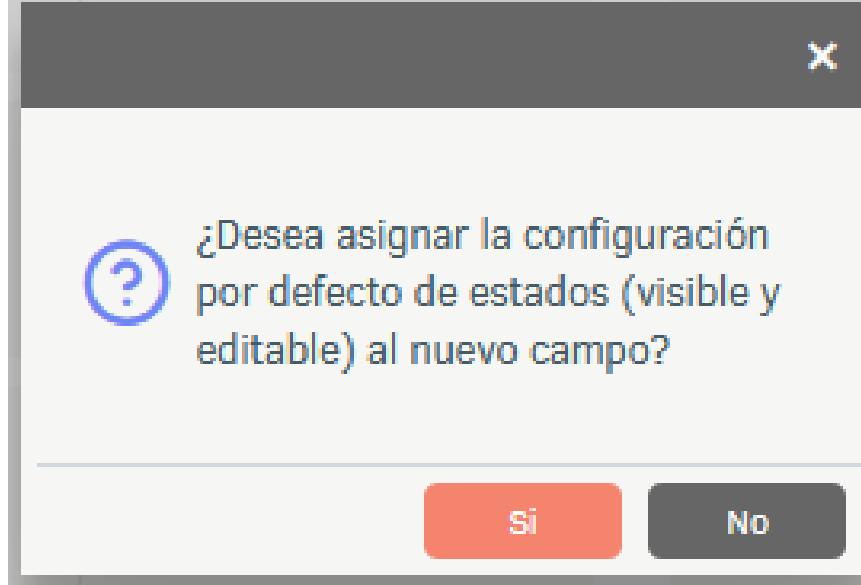 ¿Desea asignar la configuración
por defecto de estados (visible y
editable) al nuevo campo?
Si
No